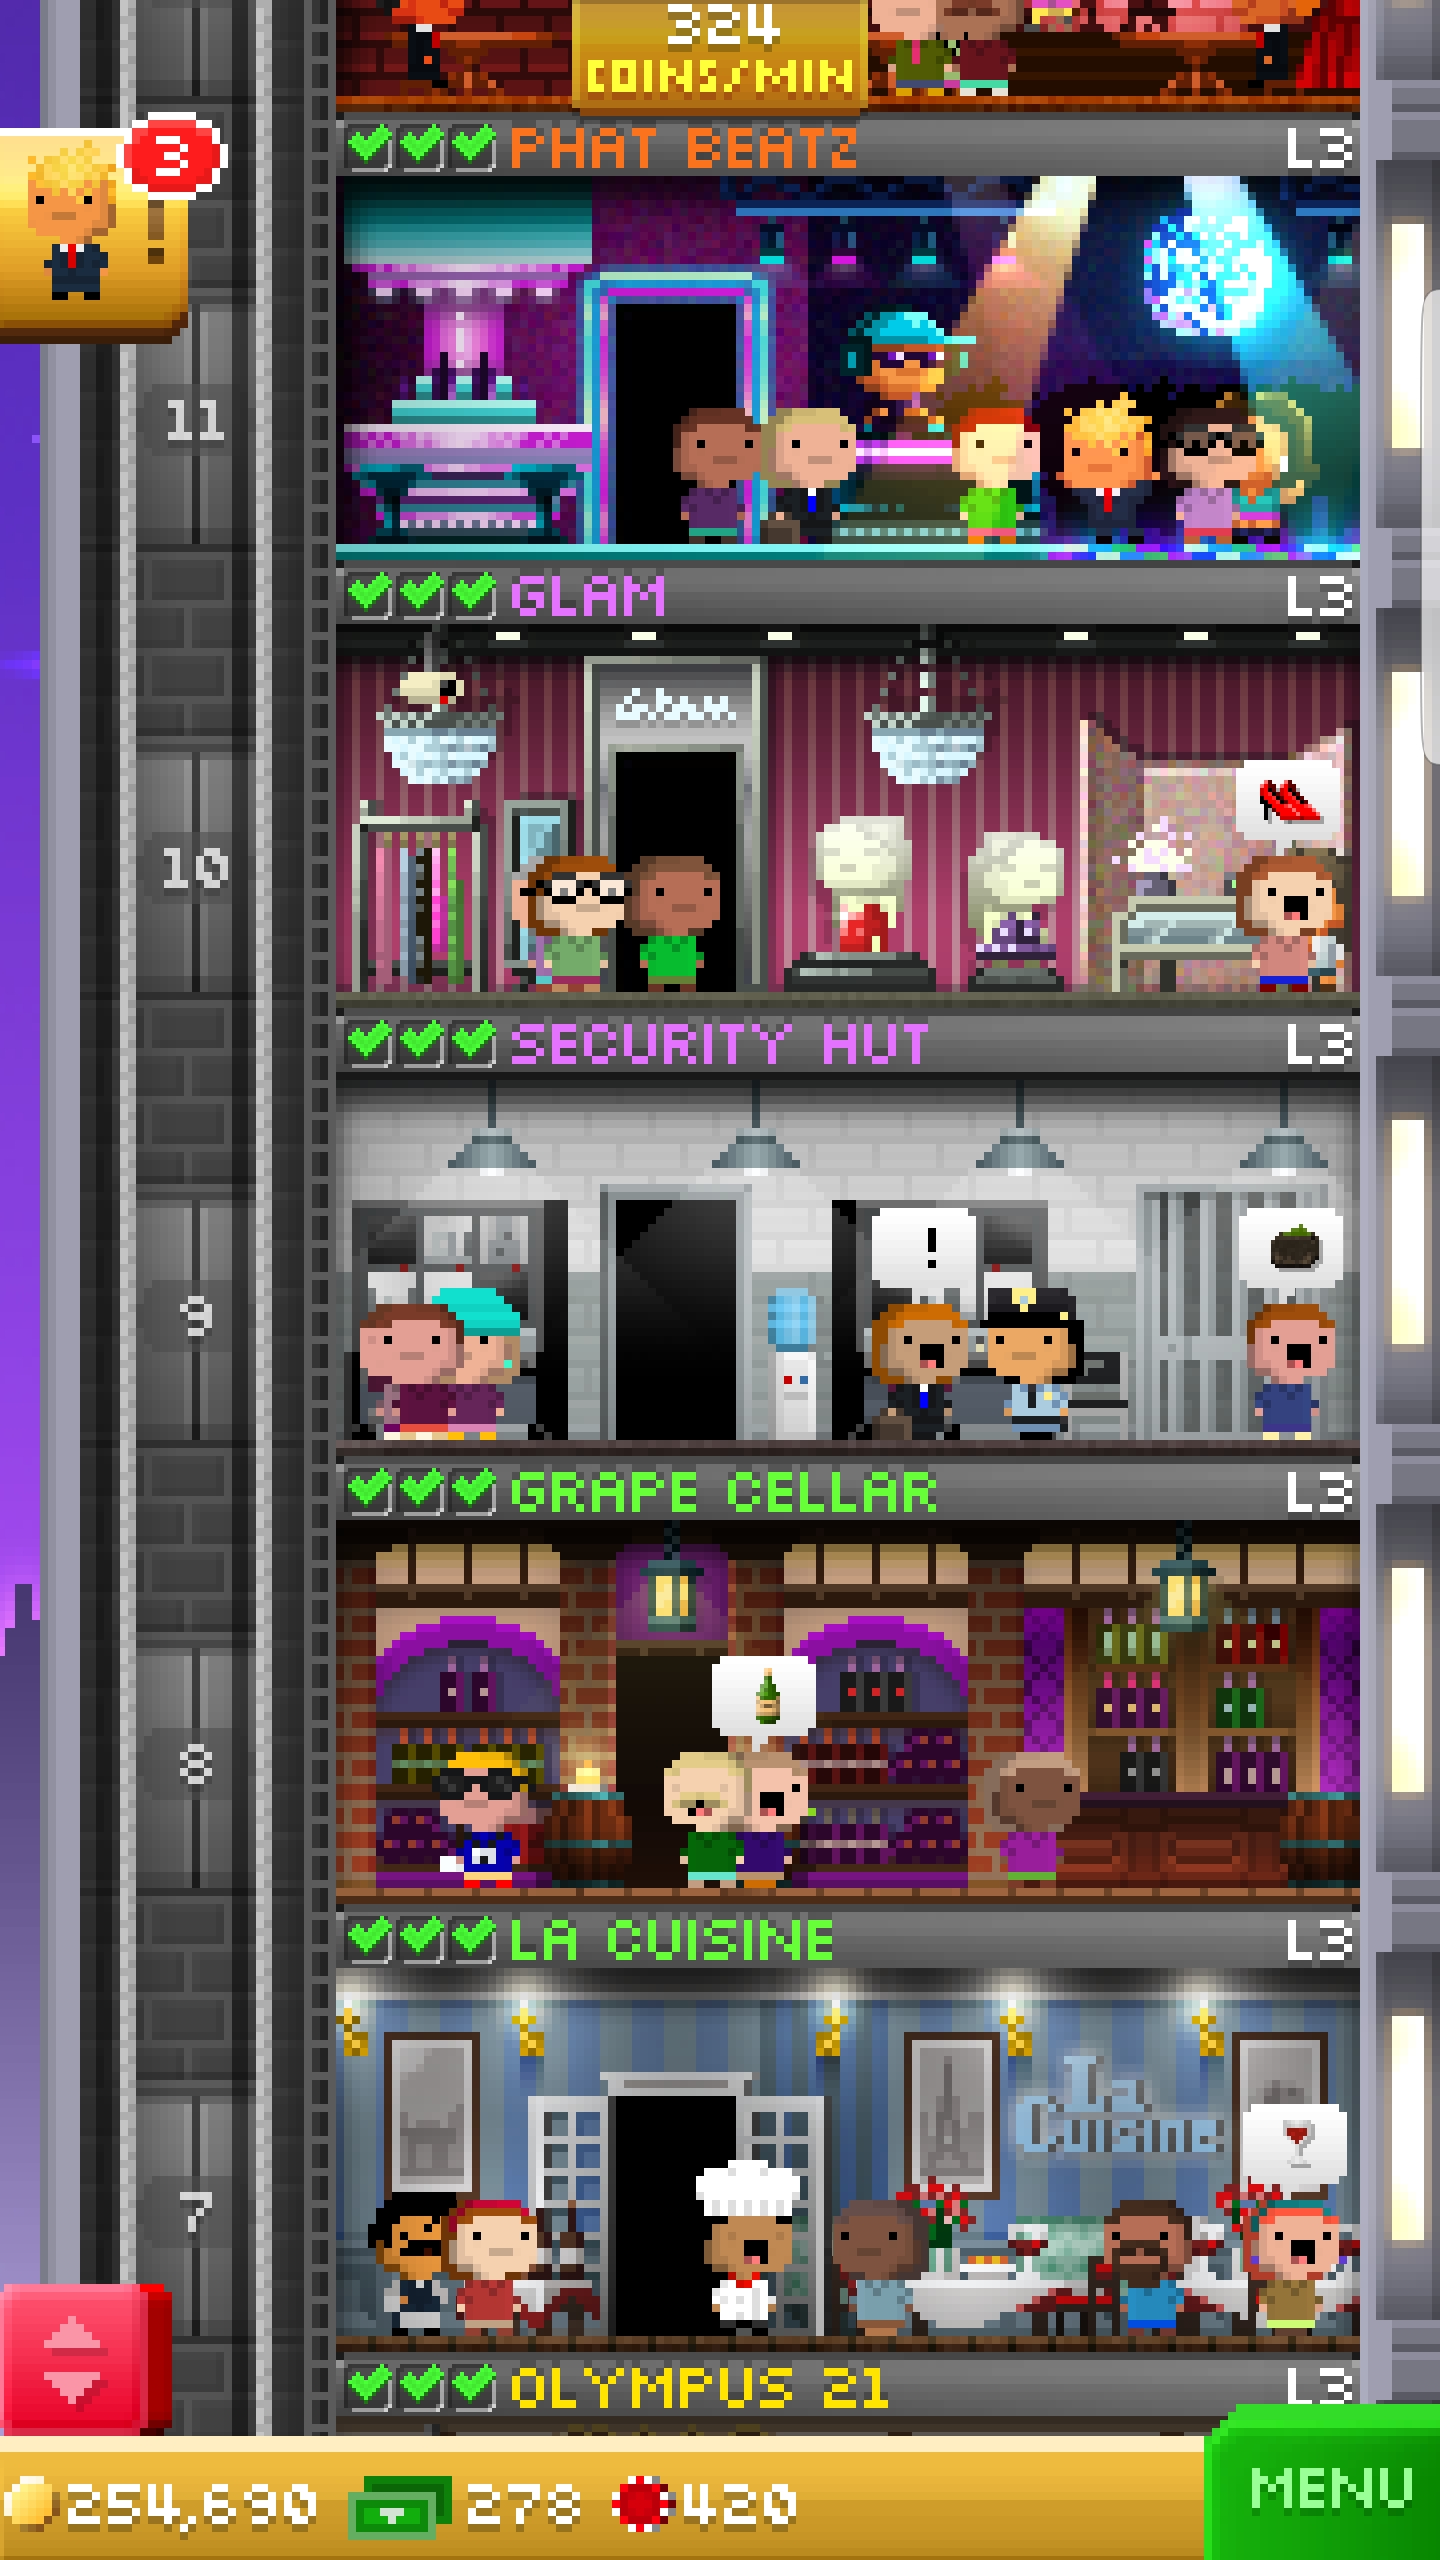 324
COINS/MIN
PHAT BEATZ L3
3
!
11
GLAM L3
Glam
10
SECURITY HUT L3
!
9
GRAPE CELLAR L3
8
LA CUISINE L3
La
Cuisine
7
OLYMPUS 21 L3
254,690 278 420
MENU